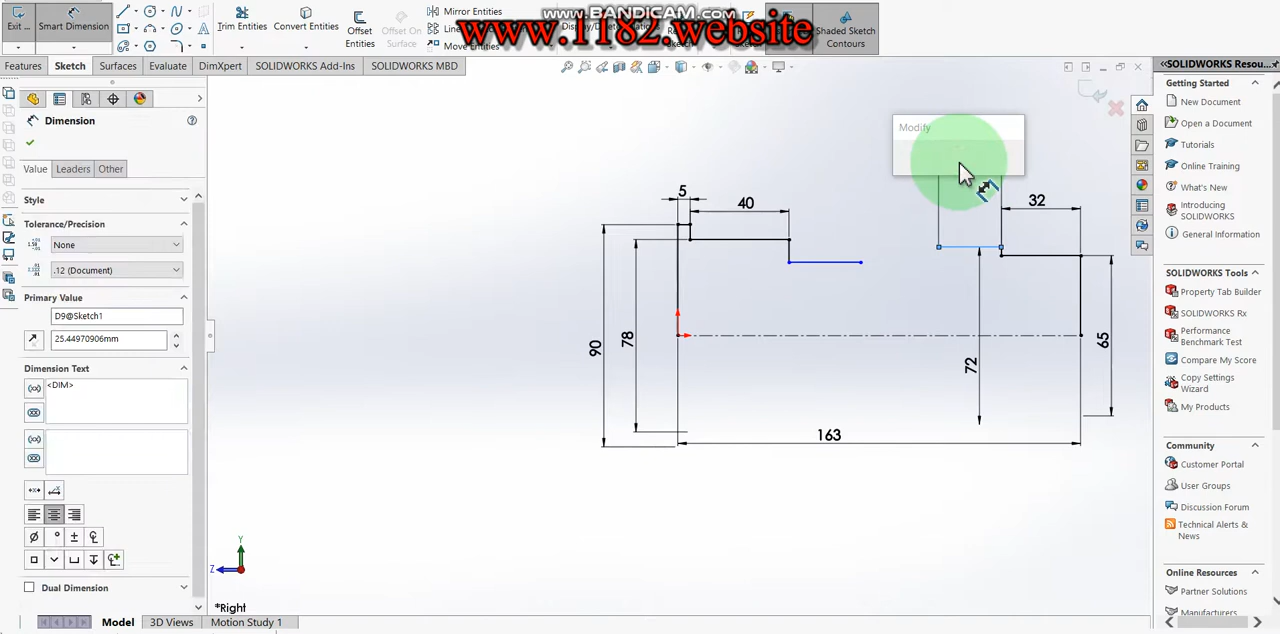 www.BANDICAM.COM
www.1182.website
Exit ...
Smart Dimension
Trim Entities
Convert Entities
Offset Entities
Offset On Surface
Mirror Entities
Move Entities
Shaded Sketch Contours
Features
Sketch
Surfaces
Evaluate
DimXpert
SOLIDWORKS Add-Ins
SOLIDWORKS MBD
Dimension
Value
Leaders
Other
Style
Tolerance/Precision
1.50
None
.12 (Document)
Primary Value
D9@Sketch1
25.44970906mm
Dimension Text
<DIM>
Dual Dimension
Modify
5
40
32
90
78
72
65
163
Y
Z
*Right
Model
3D Views
Motion Study 1
SOLIDWORKS Resou...
Getting Started
New Document
Open a Document
Tutorials
Online Training
What's New
Introducing SOLIDWORKS
General Information
SOLIDWORKS Tools
Property Tab Builder
SOLIDWORKS Rx
Performance Benchmark Test
Compare My Score
Copy Settings Wizard
My Products
Community
Customer Portal
User Groups
Discussion Forum
Technical Alerts & News
Online Resources
Partner Solutions
Manufacturers